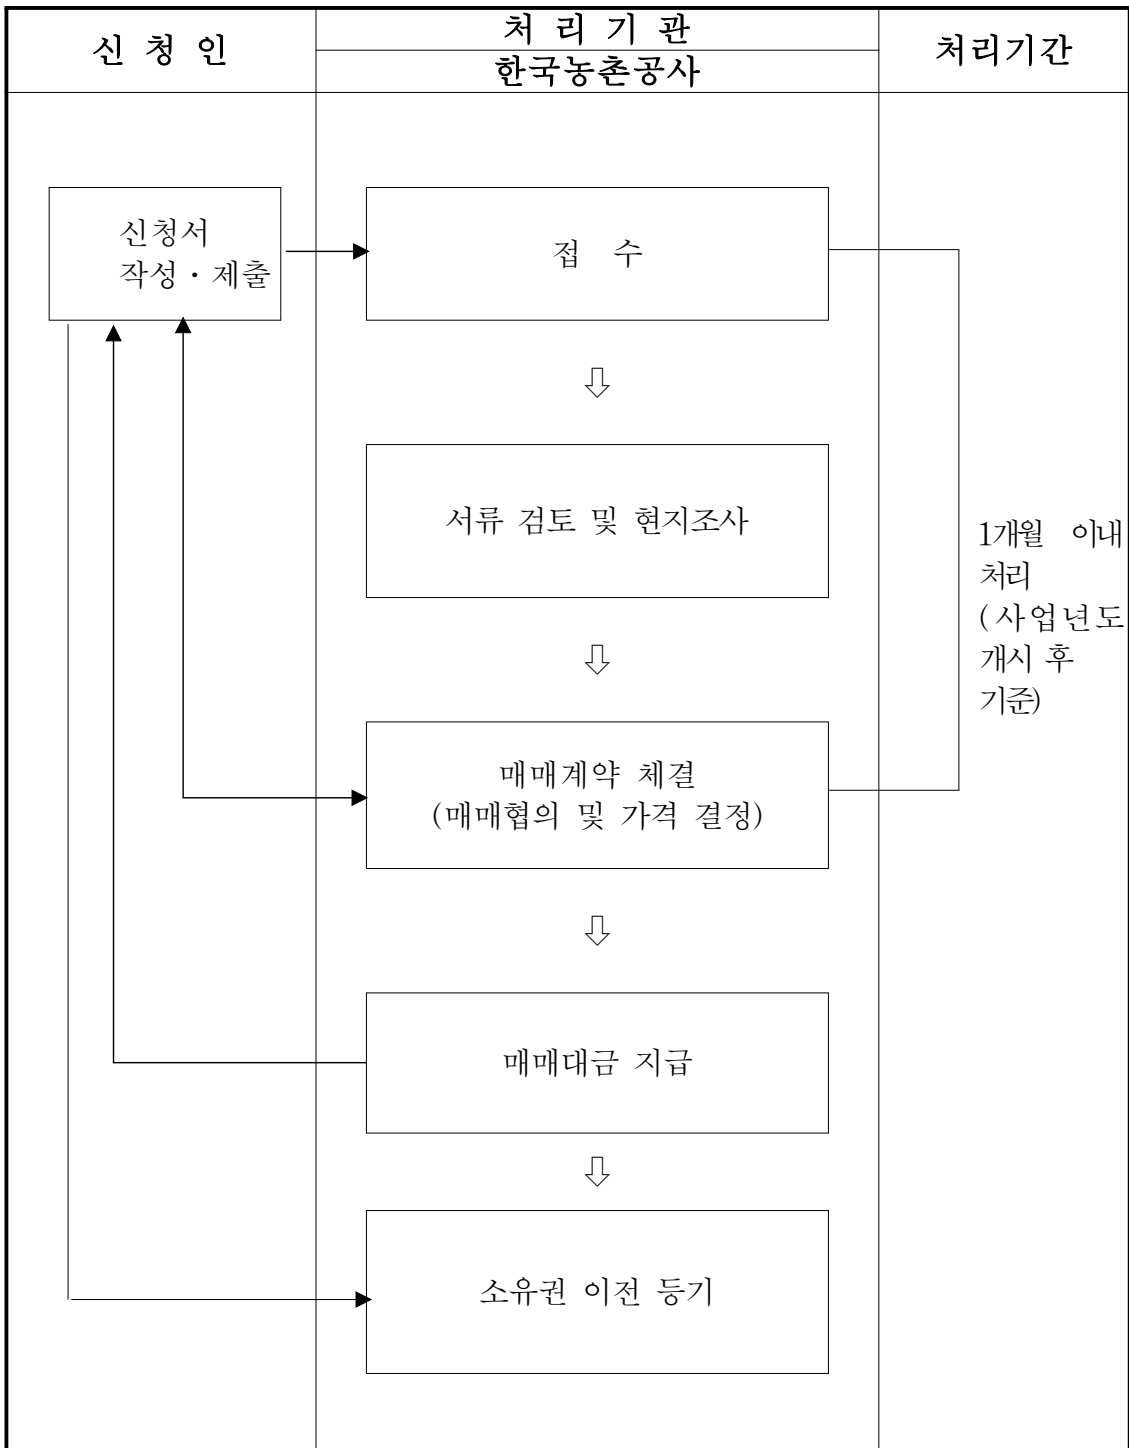 신 청 인
처 리 기 관
한국농촌공사
처리기간
신청서
작성·제출
접 수
⇩
서류 검토 및 현지조사
⇩
매매계약 체결
(매매협의 및 가격 결정)
⇩
매매대금 지급
⇩
소유권 이전 등기
1개월 이내
처리
(사업년도
개시 후
기준)